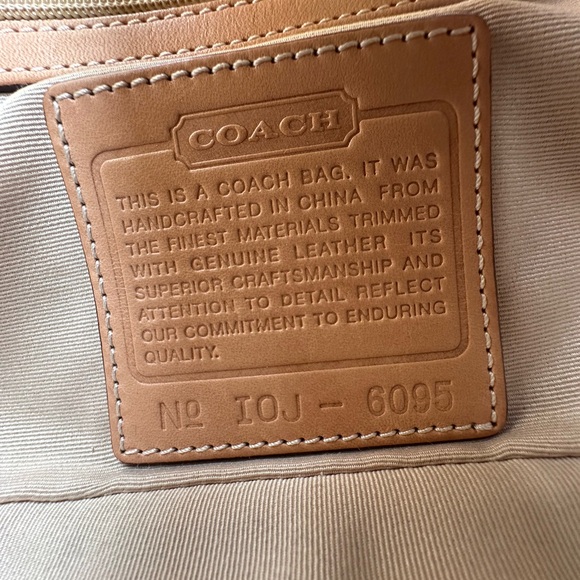 COACH
THIS IS A COACH BAG. IT WAS
HANDCRAFTED IN CHINA FROM
THE FINEST MATERIALS TRIMMED
WITH GENUINE LEATHER ITS
SUPERIOR CRAFTSMANSHIP AND
ATTENTION TO DETAIL REFLECT
OUR COMMITMENT TO ENDURING
QUALITY.
Nº IOJ - 6095